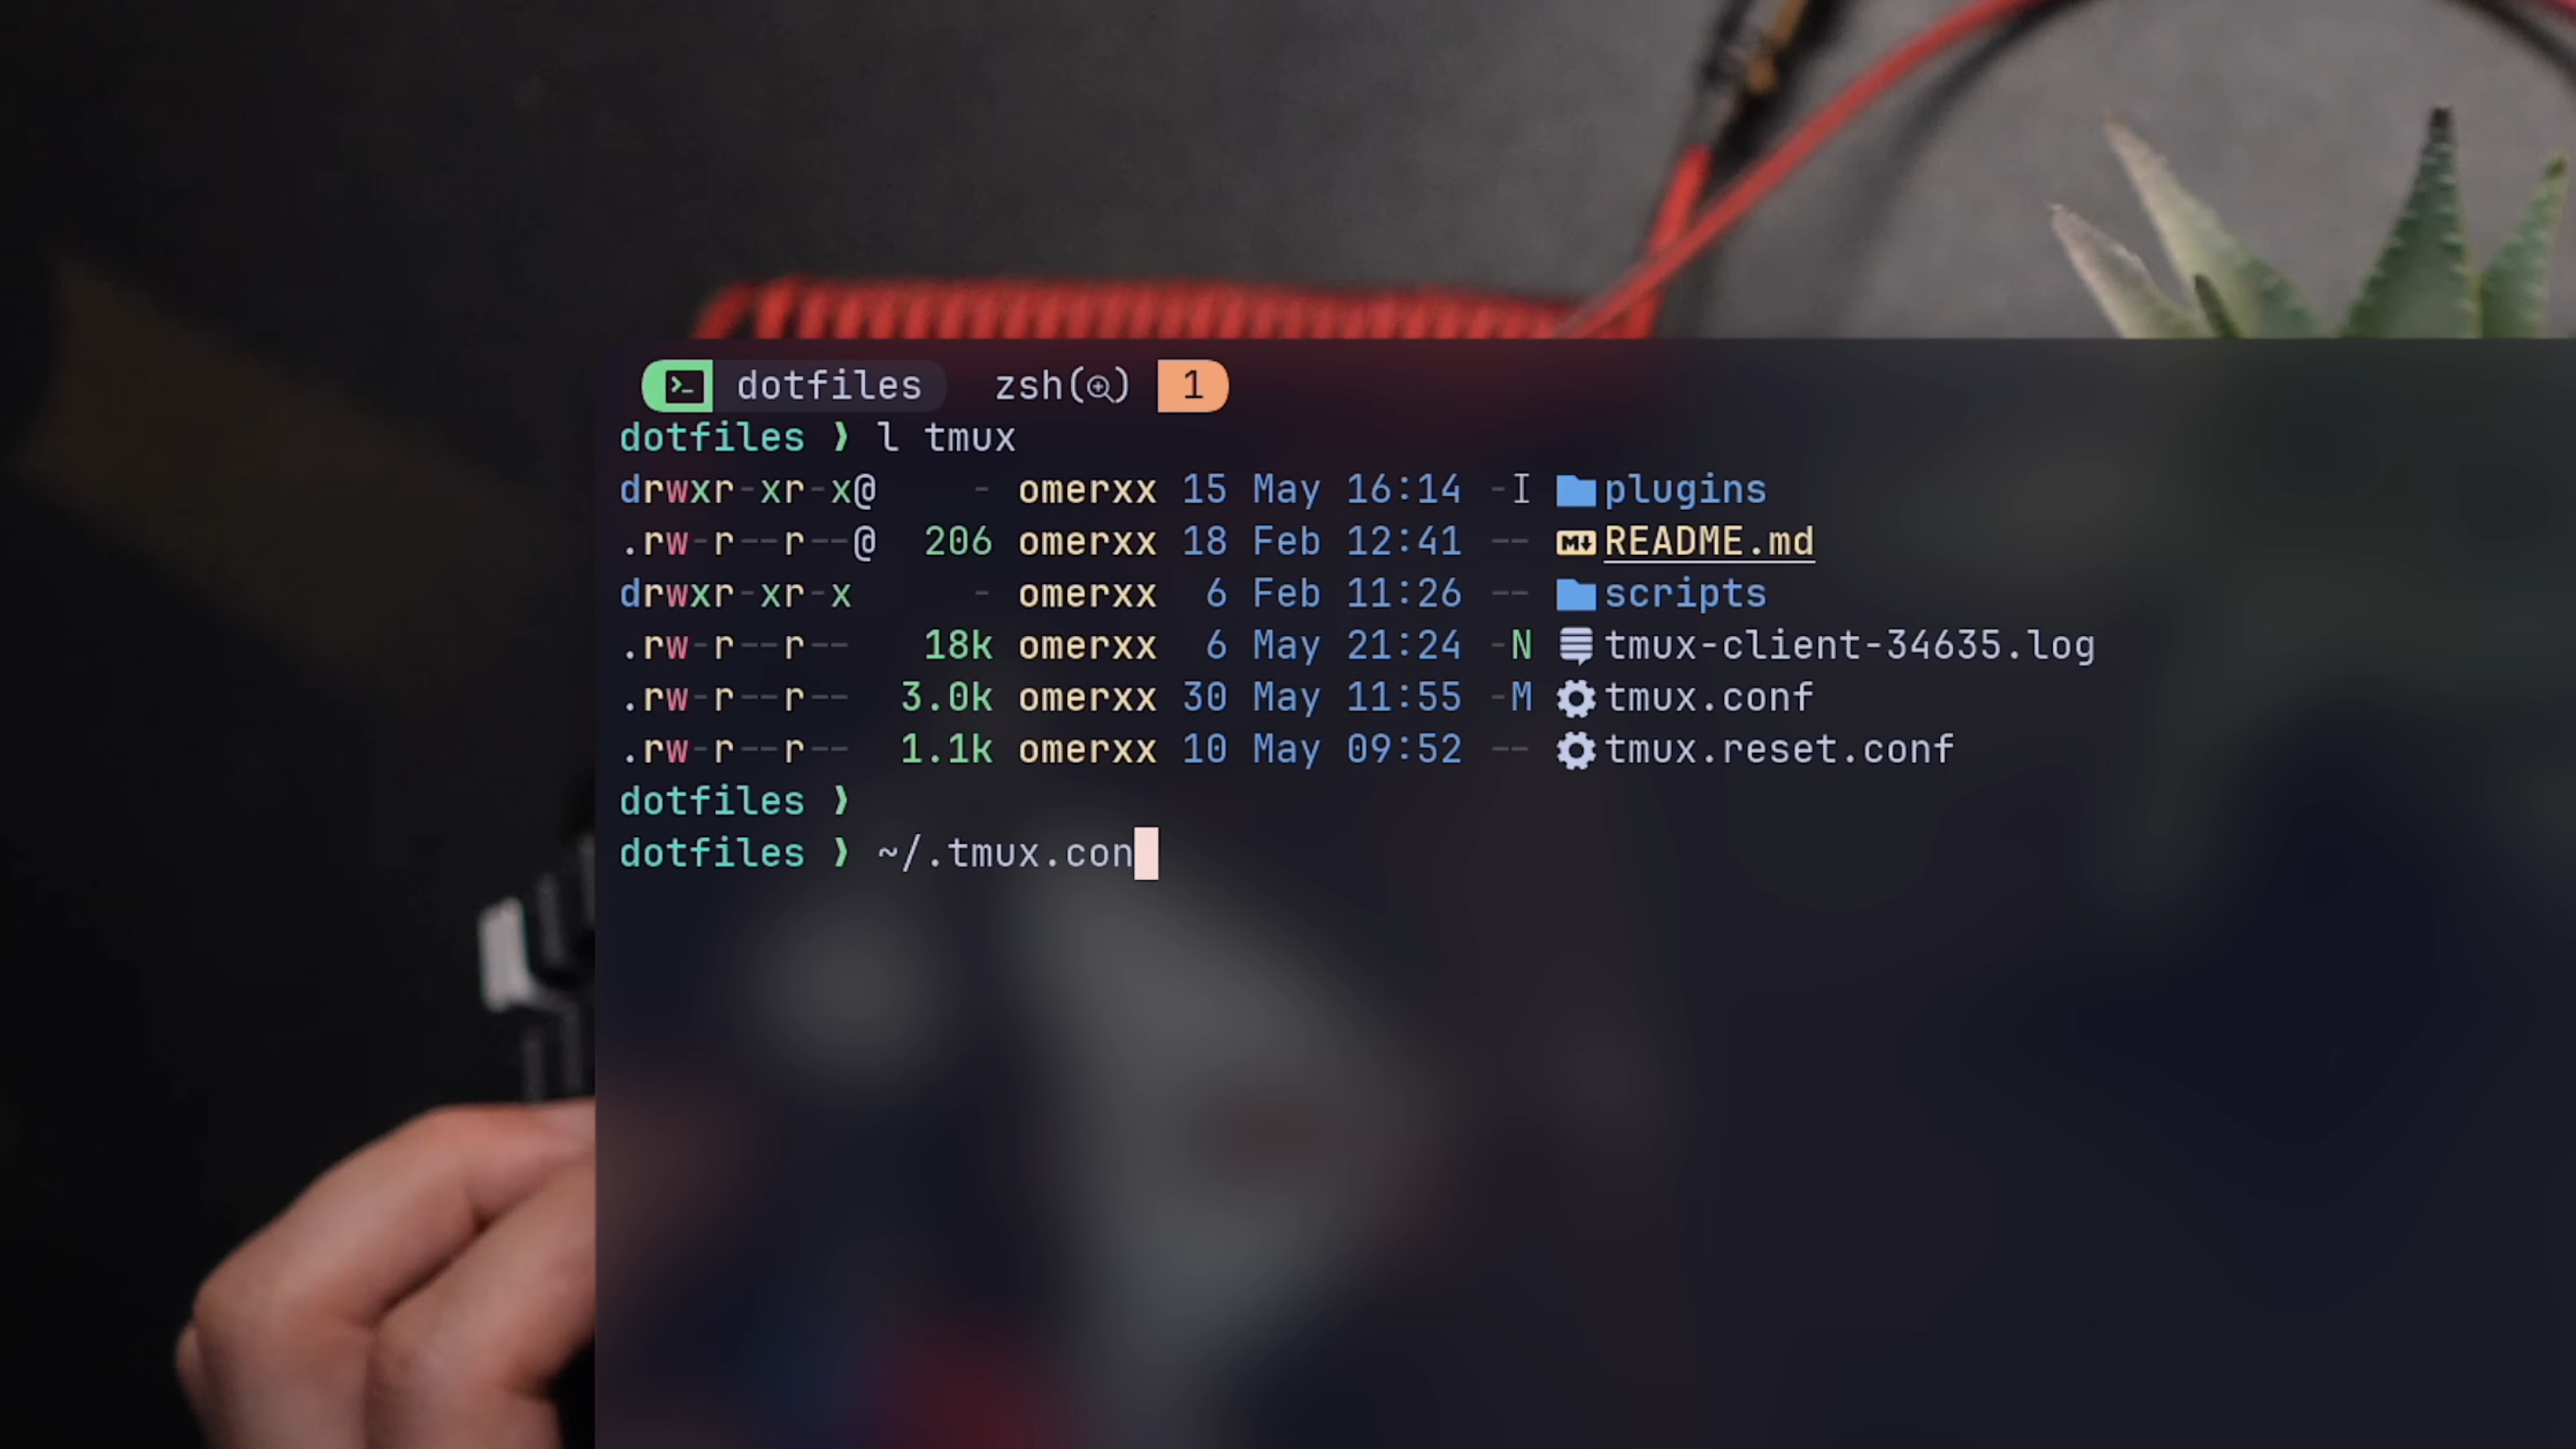 dotfiles zsh() 1
dotfiles ❯ l tmux
drwxr-xr-x@ - omerxx 15 May 16:14 -I plugins
.rw-r--r--@ 206 omerxx 18 Feb 12:41 -- README.md
drwxr-xr-x - omerxx 6 Feb 11:26 -- scripts
.rw-r--r-- 18k omerxx 6 May 21:24 -N tmux-client-34635.log
.rw-r--r-- 3.0k omerxx 30 May 11:55 -M tmux.conf
.rw-r--r-- 1.1k omerxx 10 May 09:52 -- tmux.reset.conf
dotfiles ❯
dotfiles ❯ ~/.tmux.con